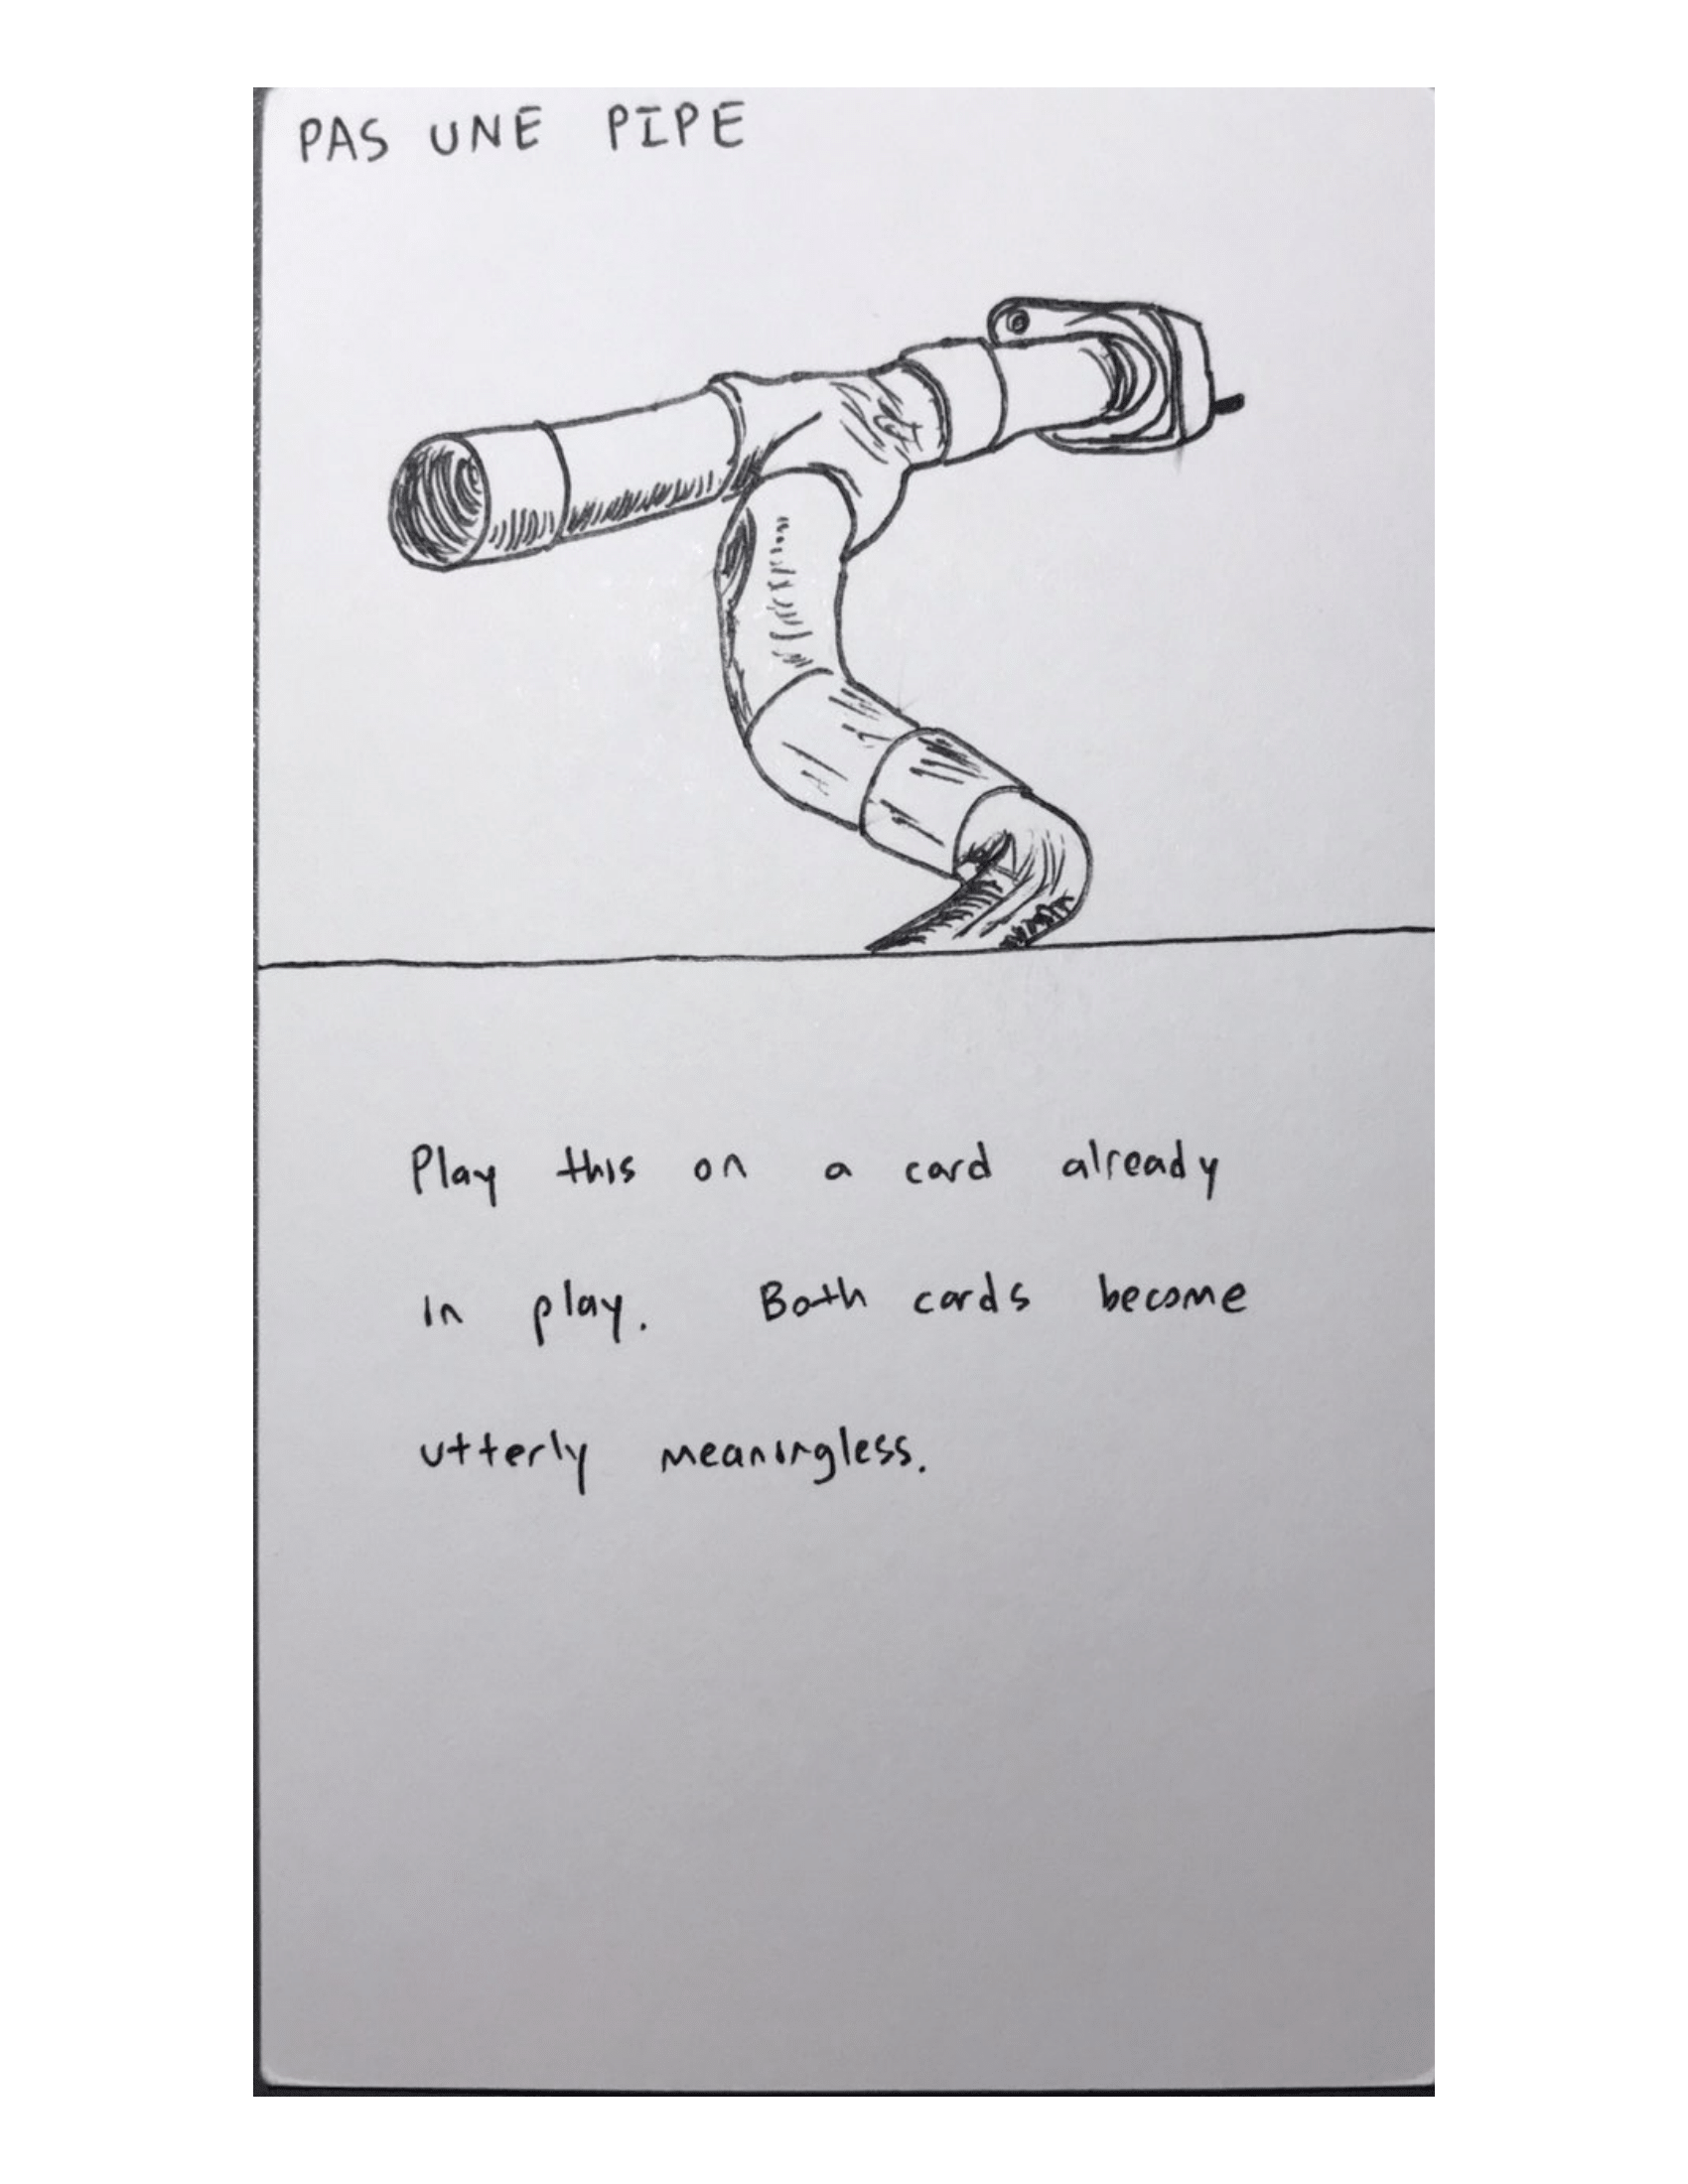 PAS UNE PIPE
Play this on a card already
in play. Both cards become
utterly meaningless.